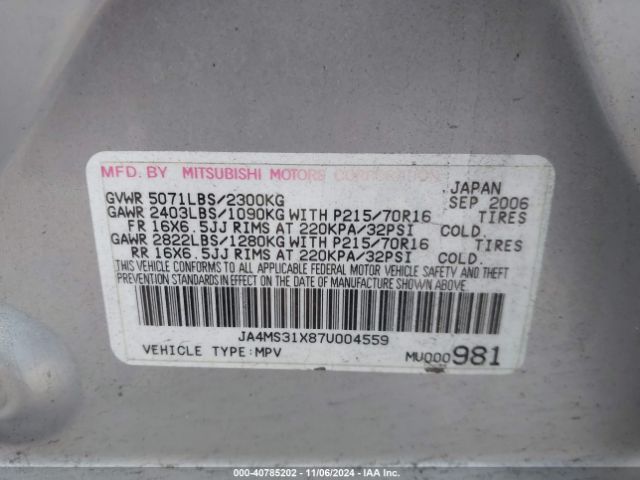 MFD. BY MITSUBISHI MOTORS CORPORATION JAPAN
GVWR 5071LBS/2300KG SEP 2006
GAWR 2403LBS/1090KG WITH P215/70R16 TIRES
FR 16X6.5JJ RIMS AT 220KPA/32PSI COLD.
GAWR 2822LBS/1280KG WITH P215/70R16 TIRES
RR 16X6.5JJ RIMS AT 220KPA/32PSI COLD.
THIS VEHICLE CONFORMS TO ALL APPLICABLE FEDERAL MOTOR VEHICLE SAFETY AND THEFT
PREVENTION STANDARDS IN EFFECT ON THE DATE OF MANUFACTURE SHOWN ABOVE.
JA4MS31X87U004559
VEHICLE TYPE:MPV MU000981
000-40785202 - 11/06/2024 - iaai.com